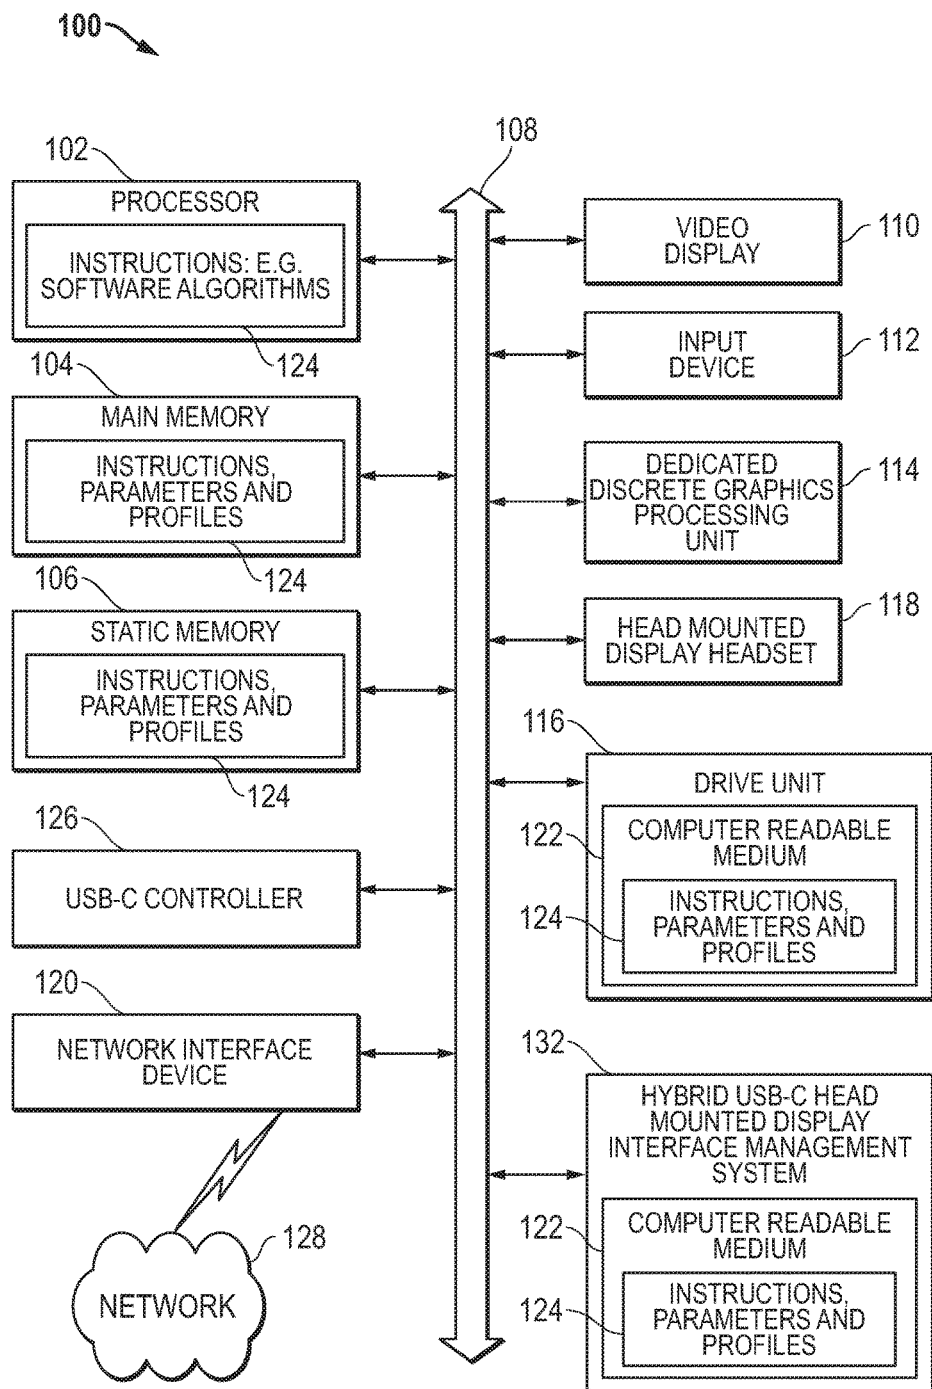 100
102
PROCESSOR
INSTRUCTIONS: E.G.
SOFTWARE ALGORITHMS
124
104
MAIN MEMORY
INSTRUCTIONS,
PARAMETERS AND
PROFILES
124
106
STATIC MEMORY
INSTRUCTIONS,
PARAMETERS AND
PROFILES
124
126
USB-C CONTROLLER
120
NETWORK INTERFACE
DEVICE
128
NETWORK
108
VIDEO
DISPLAY
110
INPUT
DEVICE
112
DEDICATED
DISCRETE GRAPHICS
PROCESSING
UNIT
114
HEAD MOUNTED
DISPLAY HEADSET
118
116
DRIVE UNIT
122
COMPUTER READABLE
MEDIUM
124
INSTRUCTIONS,
PARAMETERS AND
PROFILES
132
HYBRID USB-C HEAD
MOUNTED DISPLAY
INTERFACE MANAGEMENT
SYSTEM
122
COMPUTER READABLE
MEDIUM
124
INSTRUCTIONS,
PARAMETERS AND
PROFILES